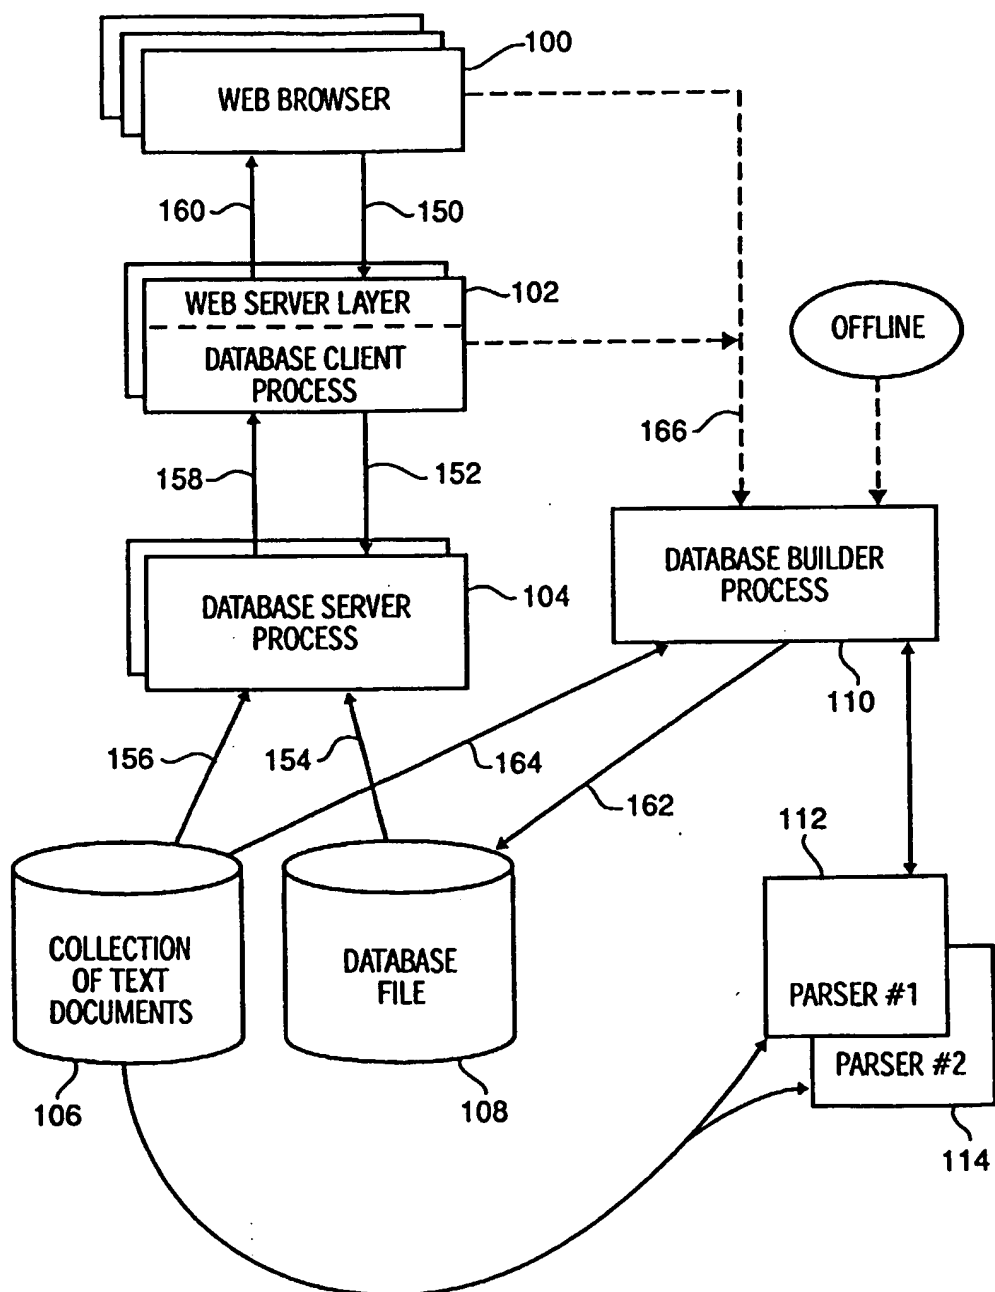 100
WEB BROWSER
160
150
WEB SERVER LAYER
102
DATABASE CLIENT
PROCESS
OFFLINE
166
158
152
DATABASE BUILDER
PROCESS
DATABASE SERVER
PROCESS
104
110
156
154
164
162
112
COLLECTION
OF TEXT
DOCUMENTS
DATABASE
FILE
PARSER #1
PARSER #2
106
108
114